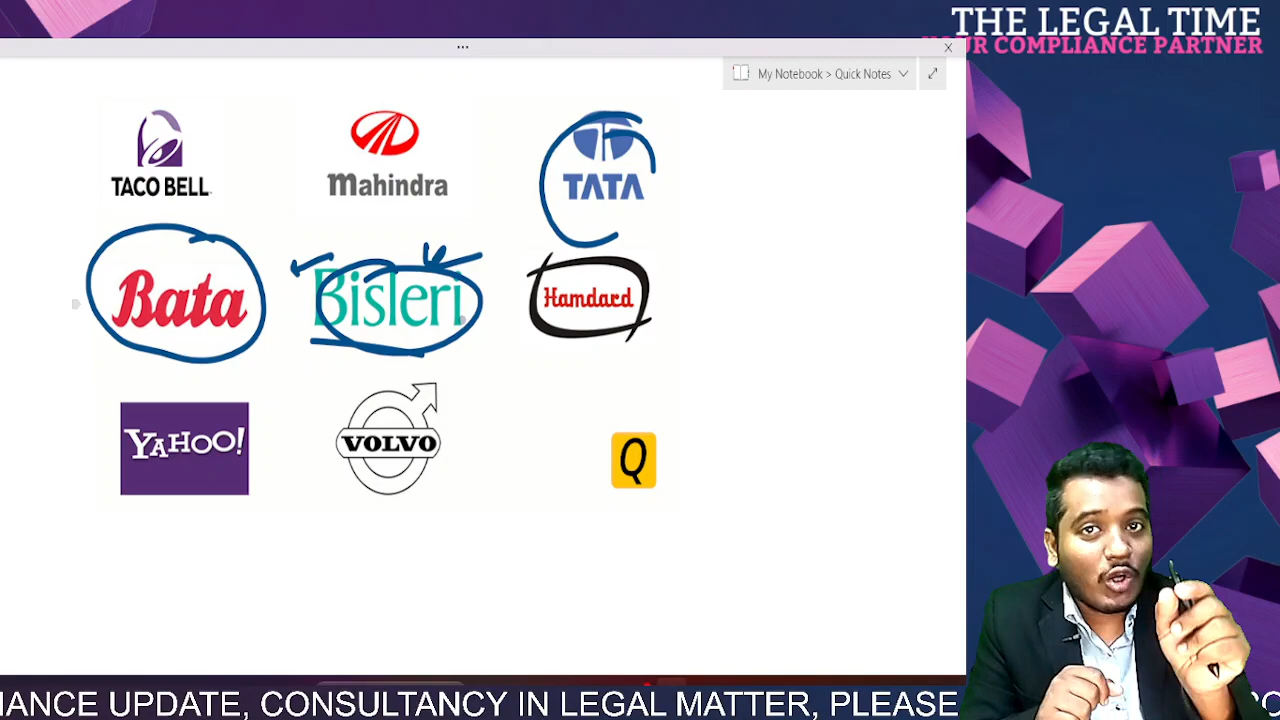 THE LEGAL TIME
YOUR COMPLIANCE PARTNER
My Notebook > Quick Notes
TACO BELL
Mahindra
TATA
Bata
Bisleri
Hamdard
YAHOO!
VOLVO
Q
IANCE UPDATE, CONSULTANCY IN LEGAL MATTER, PLEASE